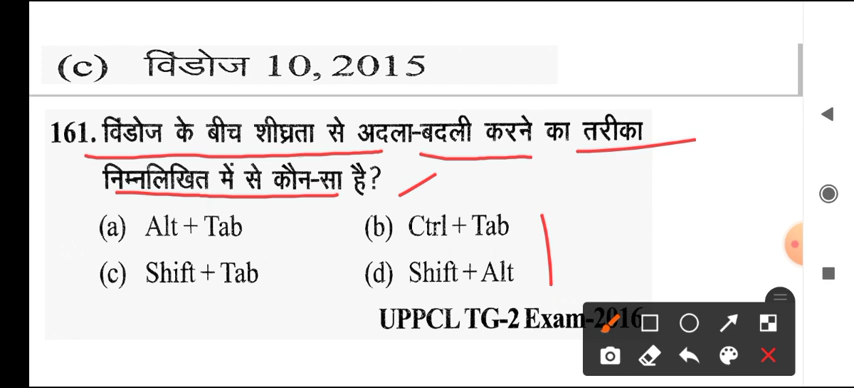 (c) विंडोज 10, 2015
161. विंडोज के बीच शीघ्रता से अदला-बदली करने का तरीका
निम्नलिखित में से कौन-सा है?
(a) Alt + Tab (b) Ctrl + Tab
(c) Shift + Tab (d) Shift + Alt
UPPCL TG-2 Exam-2016